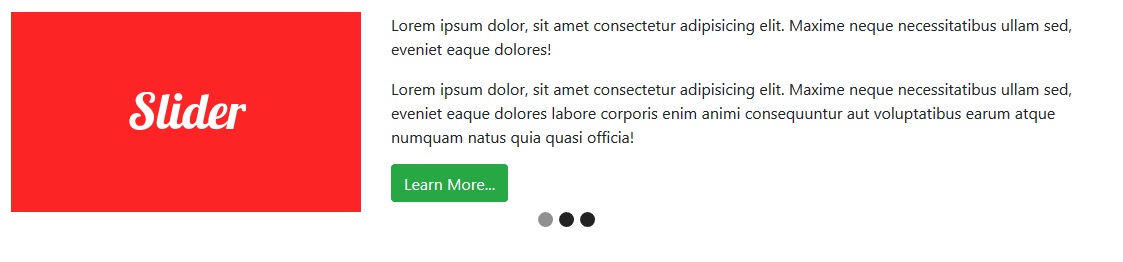 Slider
Lorem ipsum dolor, sit amet consectetur adipisicing elit. Maxime neque necessitatibus ullam sed,
eveniet eaque dolores!
Lorem ipsum dolor, sit amet consectetur adipisicing elit. Maxime neque necessitatibus ullam sed,
eveniet eaque dolores labore corporis enim animi consequuntur aut voluptatibus earum atque
numquam natus quia quasi officia!
Learn More...